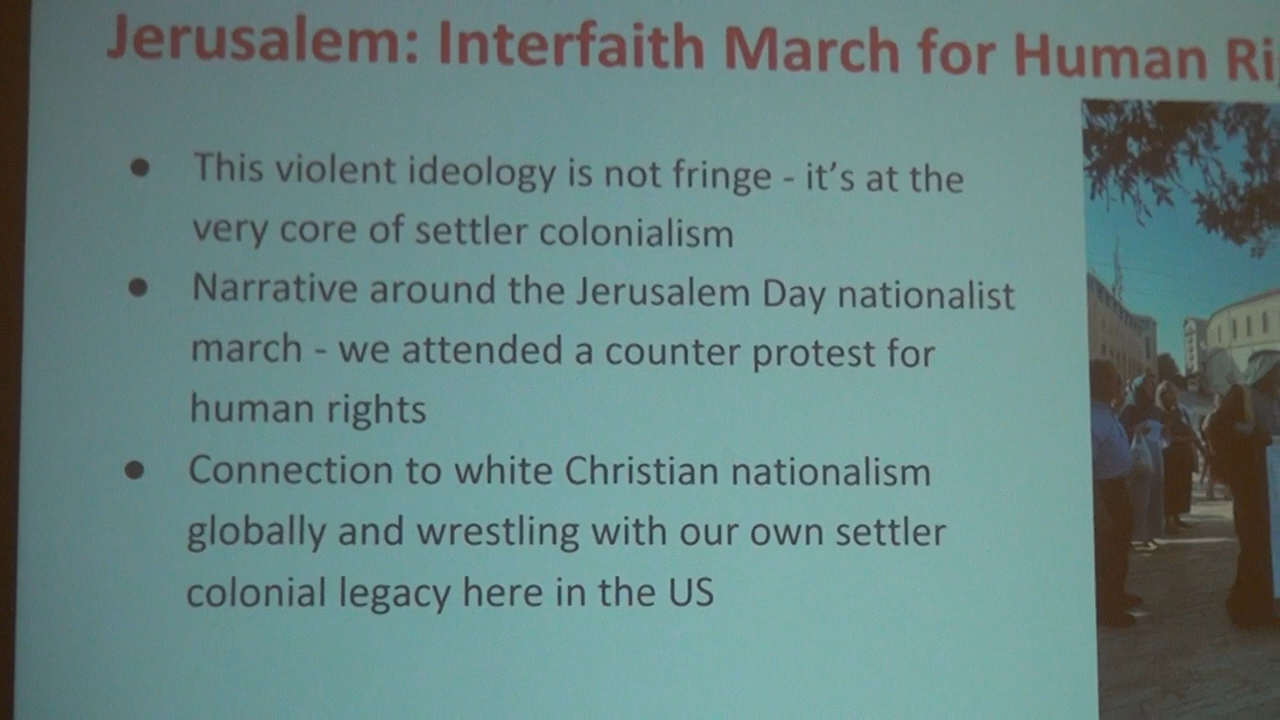 Jerusalem: Interfaith March for Human
● This violent ideology is not fringe - it's at the
very core of settler colonialism
● Narrative around the Jerusalem Day nationalist
march - we attended a counter protest for
human rights
● Connection to white Christian nationalism
globally and wrestling with our own settler
colonial legacy here in the US